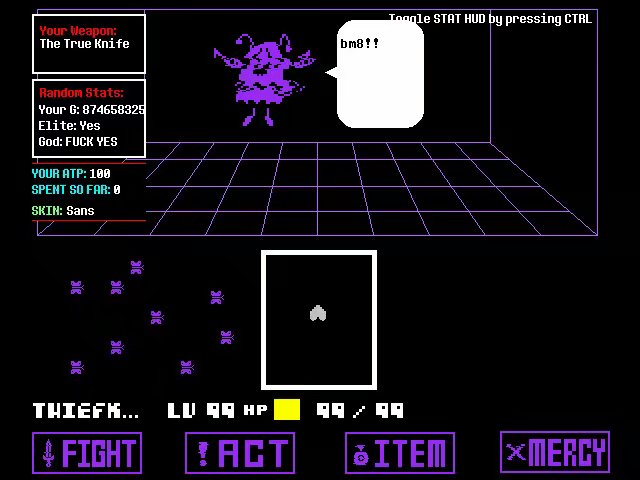 Toggle STAT HUD by pressing CTRL
Your Weapon:
The True Knife
bm8!!
Random Stats:
Your G: 874658325
Elite: Yes
God: FUCK YES
YOUR ATP: 100
SPENT SO FAR: 0
SKIN: Sans
THIEFK... LV 99 HP 99 / 99
FIGHT ACT ITEM MERCY